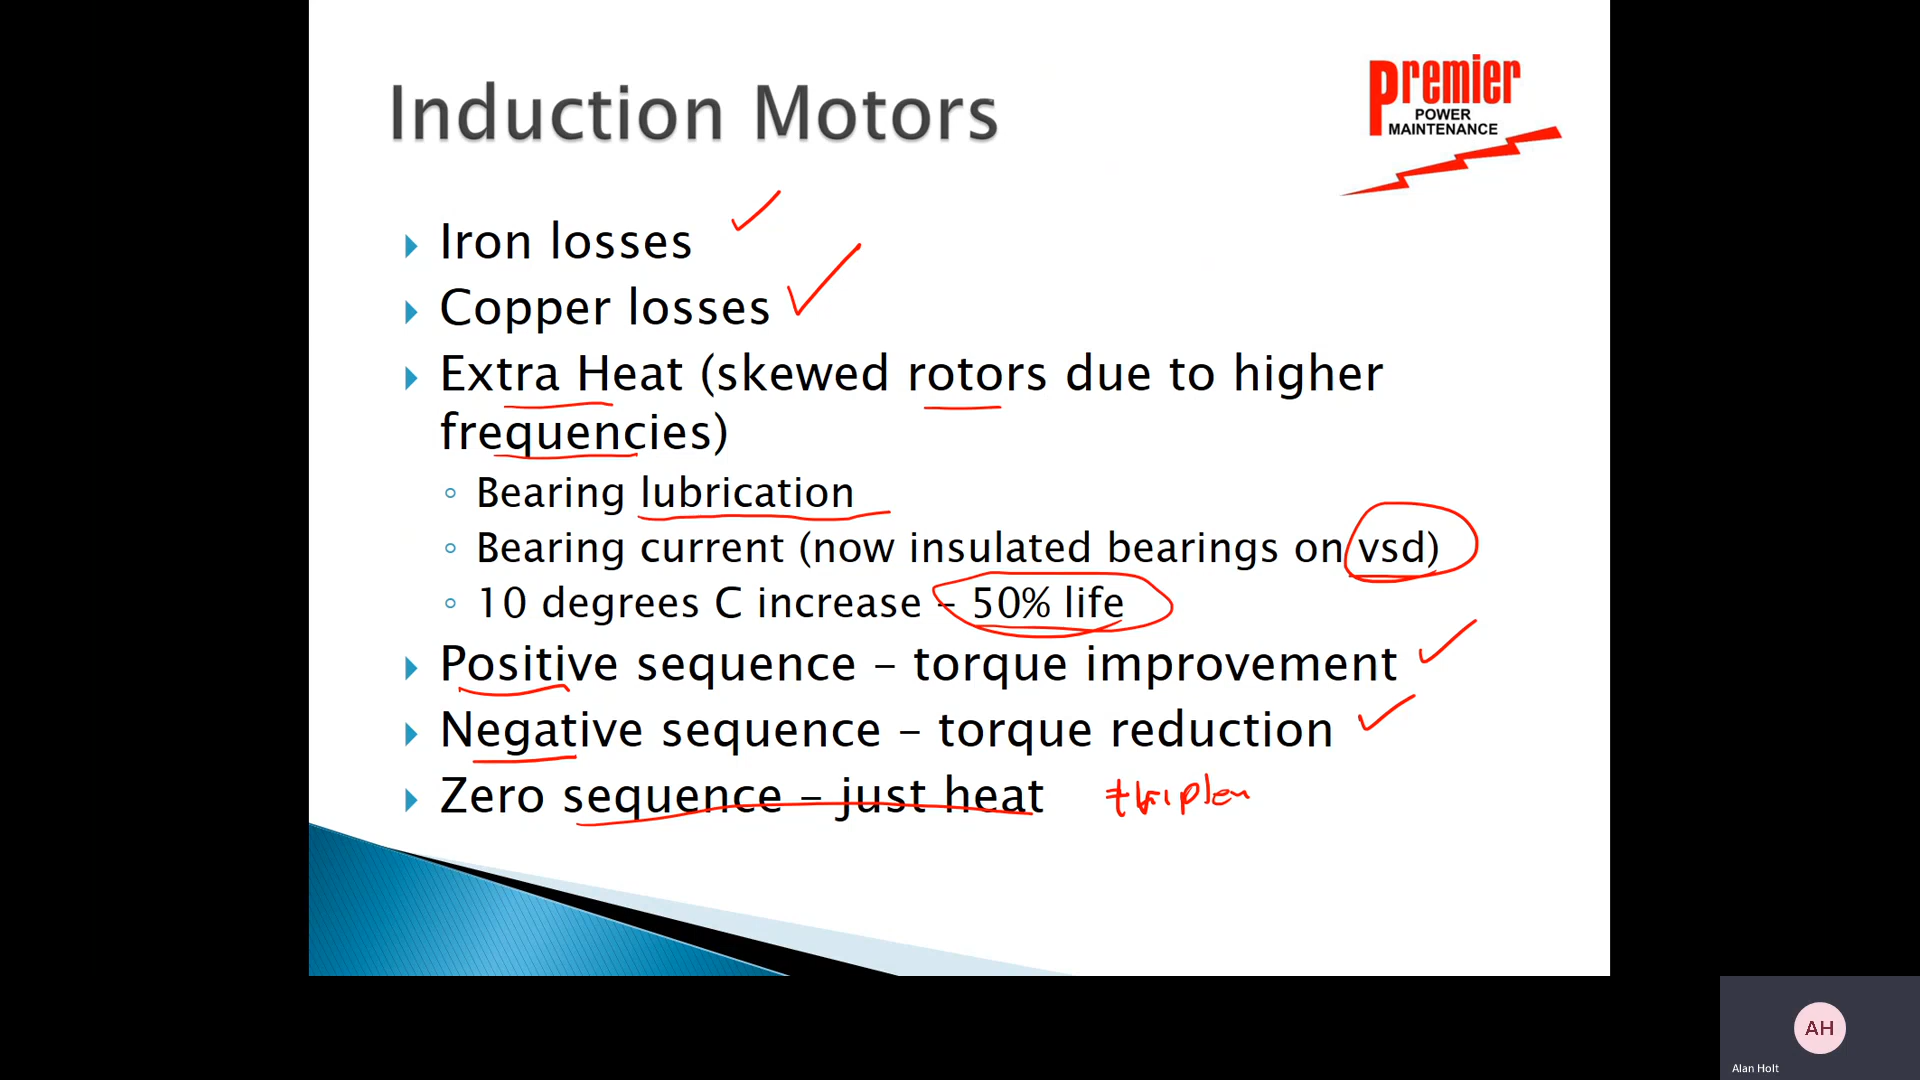 Induction Motors
premier
POWER
MAINTENANCE
Iron losses
Copper losses
Extra Heat (skewed rotors due to higher
frequencies)
Bearing lubrication
Bearing current (now insulated bearings on vsd)
10 degrees C increase – 50% life
Positive sequence – torque improvement
Negative sequence – torque reduction
Zero sequence – just heat triplen
AH
Alan Holt